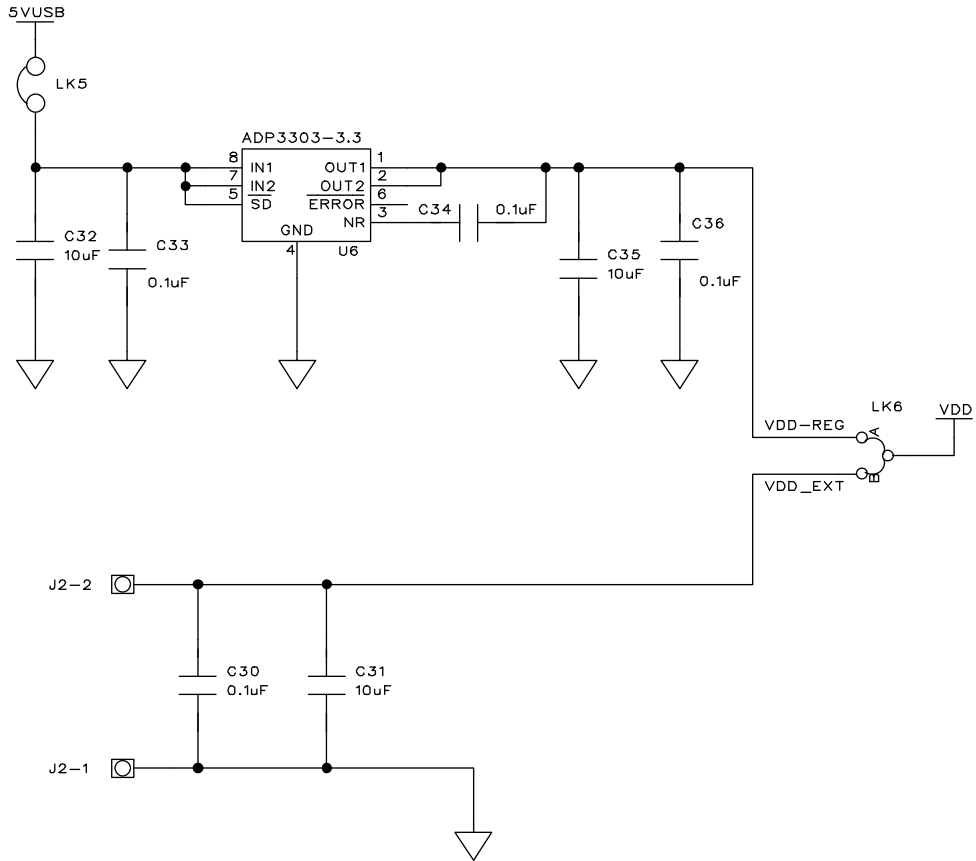 5VUSB
LK5
ADP3303-3.3
8 IN1 OUT1 1
7 IN2 OUT2 2
5 SD ERROR 6
NR 3
GND
4
U6
C34 0.1uF
C32
10uF
C33
0.1uF
C35
10uF
C36
0.1uF
LK6
VDD
VDD-REG
A
B
VDD_EXT
J2-2
C30
0.1uF
C31
10uF
J2-1